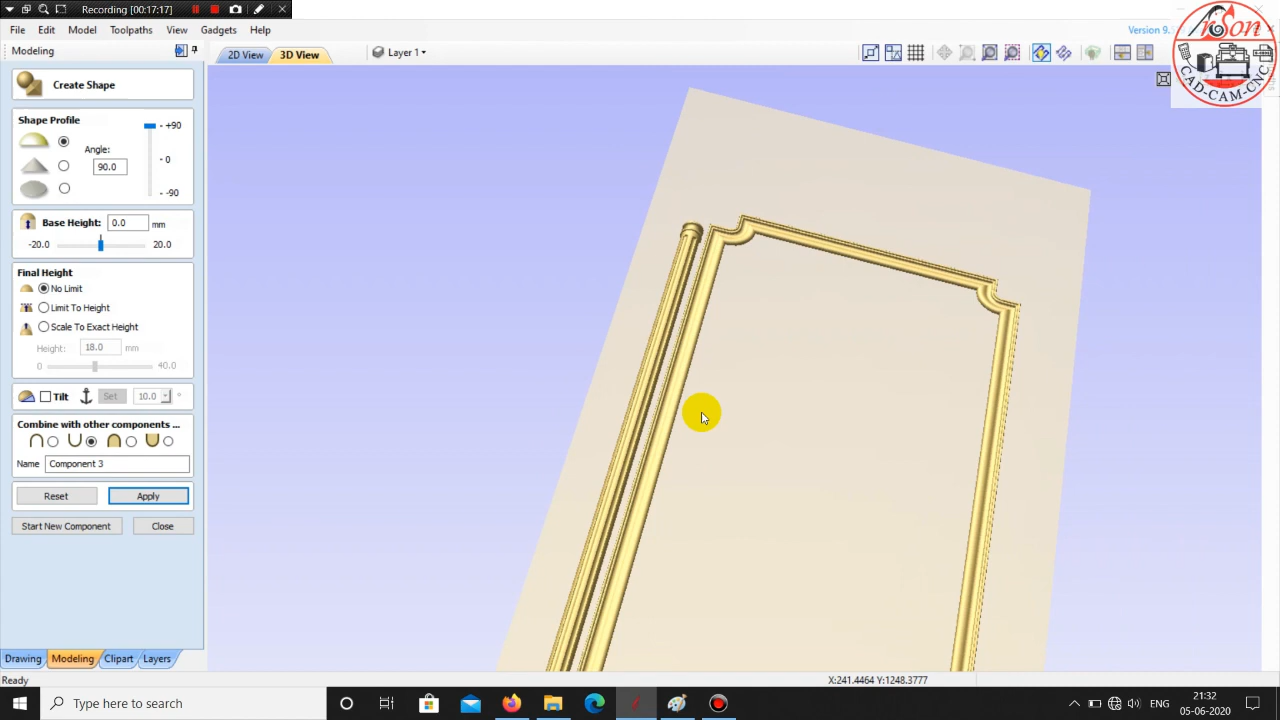 Recording [00:17:17]
File Edit Model Toolpaths View Gadgets Help
Version 9.
Modeling
2D View 3D View Layer 1
Create Shape
Shape Profile
+90
Angle:
- 0
90.0
-90
Base Height: 0.0 mm
-20.0 20.0
Final Height
No Limit
Limit To Height
Scale To Exact Height
Height: 18.0 mm
0 40.0
Tilt Set 10.0 °
Combine with other components ...
Name Component 3
Reset Apply
Start New Component Close
Drawing Modeling Clipart Layers
Ready
X:241.4464 Y:1248.3777
Type here to search
ENG
21:32
05-06-2020
CAD-CAM-CNC